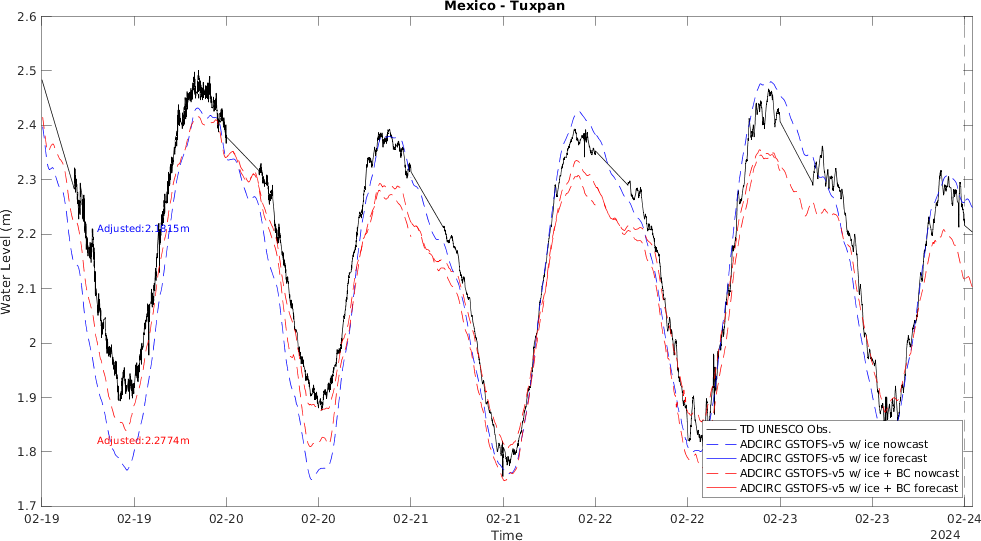 Mexico - Tuxpan
2.6
2.5
2.4
2.3
2.2
2.1
2
1.9
1.8
1.7
Water Level (m)
Adjusted:2.1315m
Adjusted:2.2774m
TD UNESCO Obs.
ADCIRC GSTOFS-v5 w/ ice nowcast
ADCIRC GSTOFS-v5 w/ ice forecast
ADCIRC GSTOFS-v5 w/ ice + BC nowcast
ADCIRC GSTOFS-v5 w/ ice + BC forecast
02-19 02-19 02-20 02-20 02-21 02-21 02-22 02-22 02-23 02-23 02-24
Time
2024